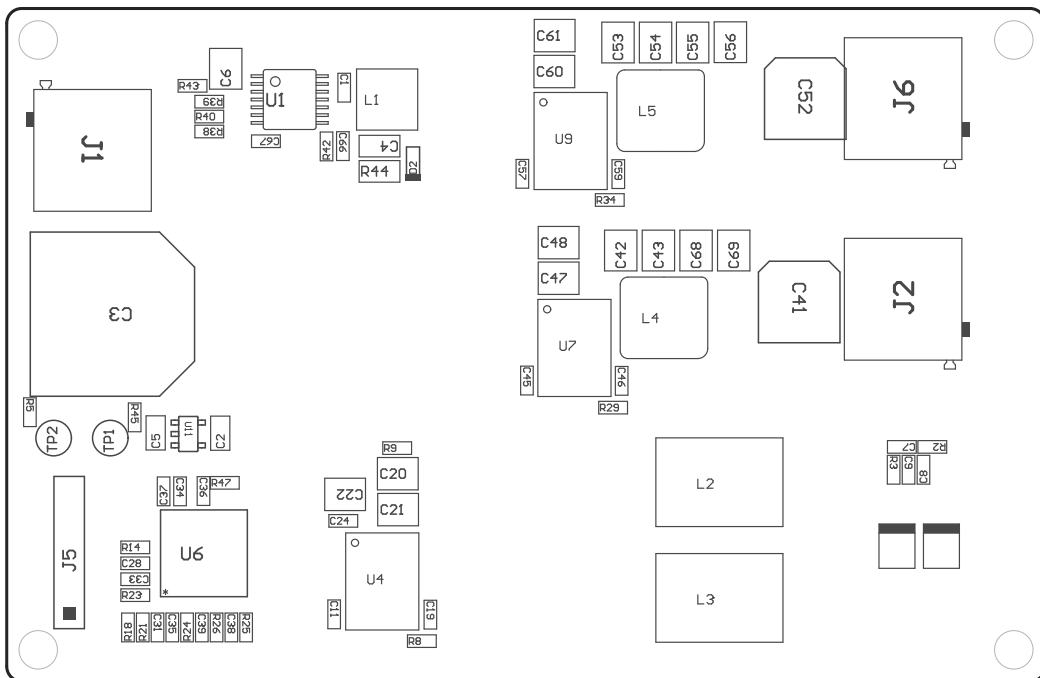 C61
C53
C54
C55
C56
C6
C60
R43
R39
R40
R38
U1
C1
L1
L5
C52
J6
J1
C67
R42
C66
C4
R44
D2
U9
C57
C59
R34
C48
C42
C43
C68
C69
C47
C41
J2
C3
L4
U7
C45
C46
R29
R5
R45
TP2
TP1
C5
U11
C2
R9
C20
C22
C21
C24
L2
C7
R2
R3
C9
C8
C37
C34
C36
R47
J5
R14
C28
C33
R23
U6
*
U4
L3
C11
C19
R8
R18
R21
C31
C35
R24
C39
R26
C38
R25